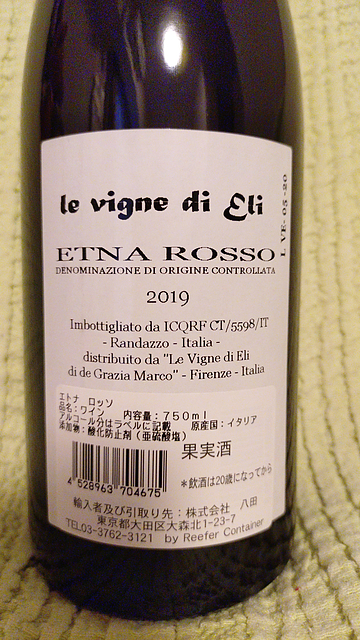 le vigne di Eli
L VE-05-20
ETNA ROSSO
DENOMINAZIONE DI ORIGINE CONTROLLATA
2019
Imbottigliato da ICQRF CT/5598/IT
- Randazzo - Italia -
distribuito da "Le Vigne di Eli
di de Grazia Marco" - Firenze - Italia
エトナ ロッソ
品名：ワイン 内容量：750ml
アルコール分はラベルに記載 原産国：イタリア
添加物：酸化防止剤（亜硫酸塩）
果実酒
4 528963 704675
＊飲酒は20歳になってから
輸入者及び引取り先：株式会社 八田
東京都大田区大森北1-23-7
TEL03-3762-3121 by Reefer Container